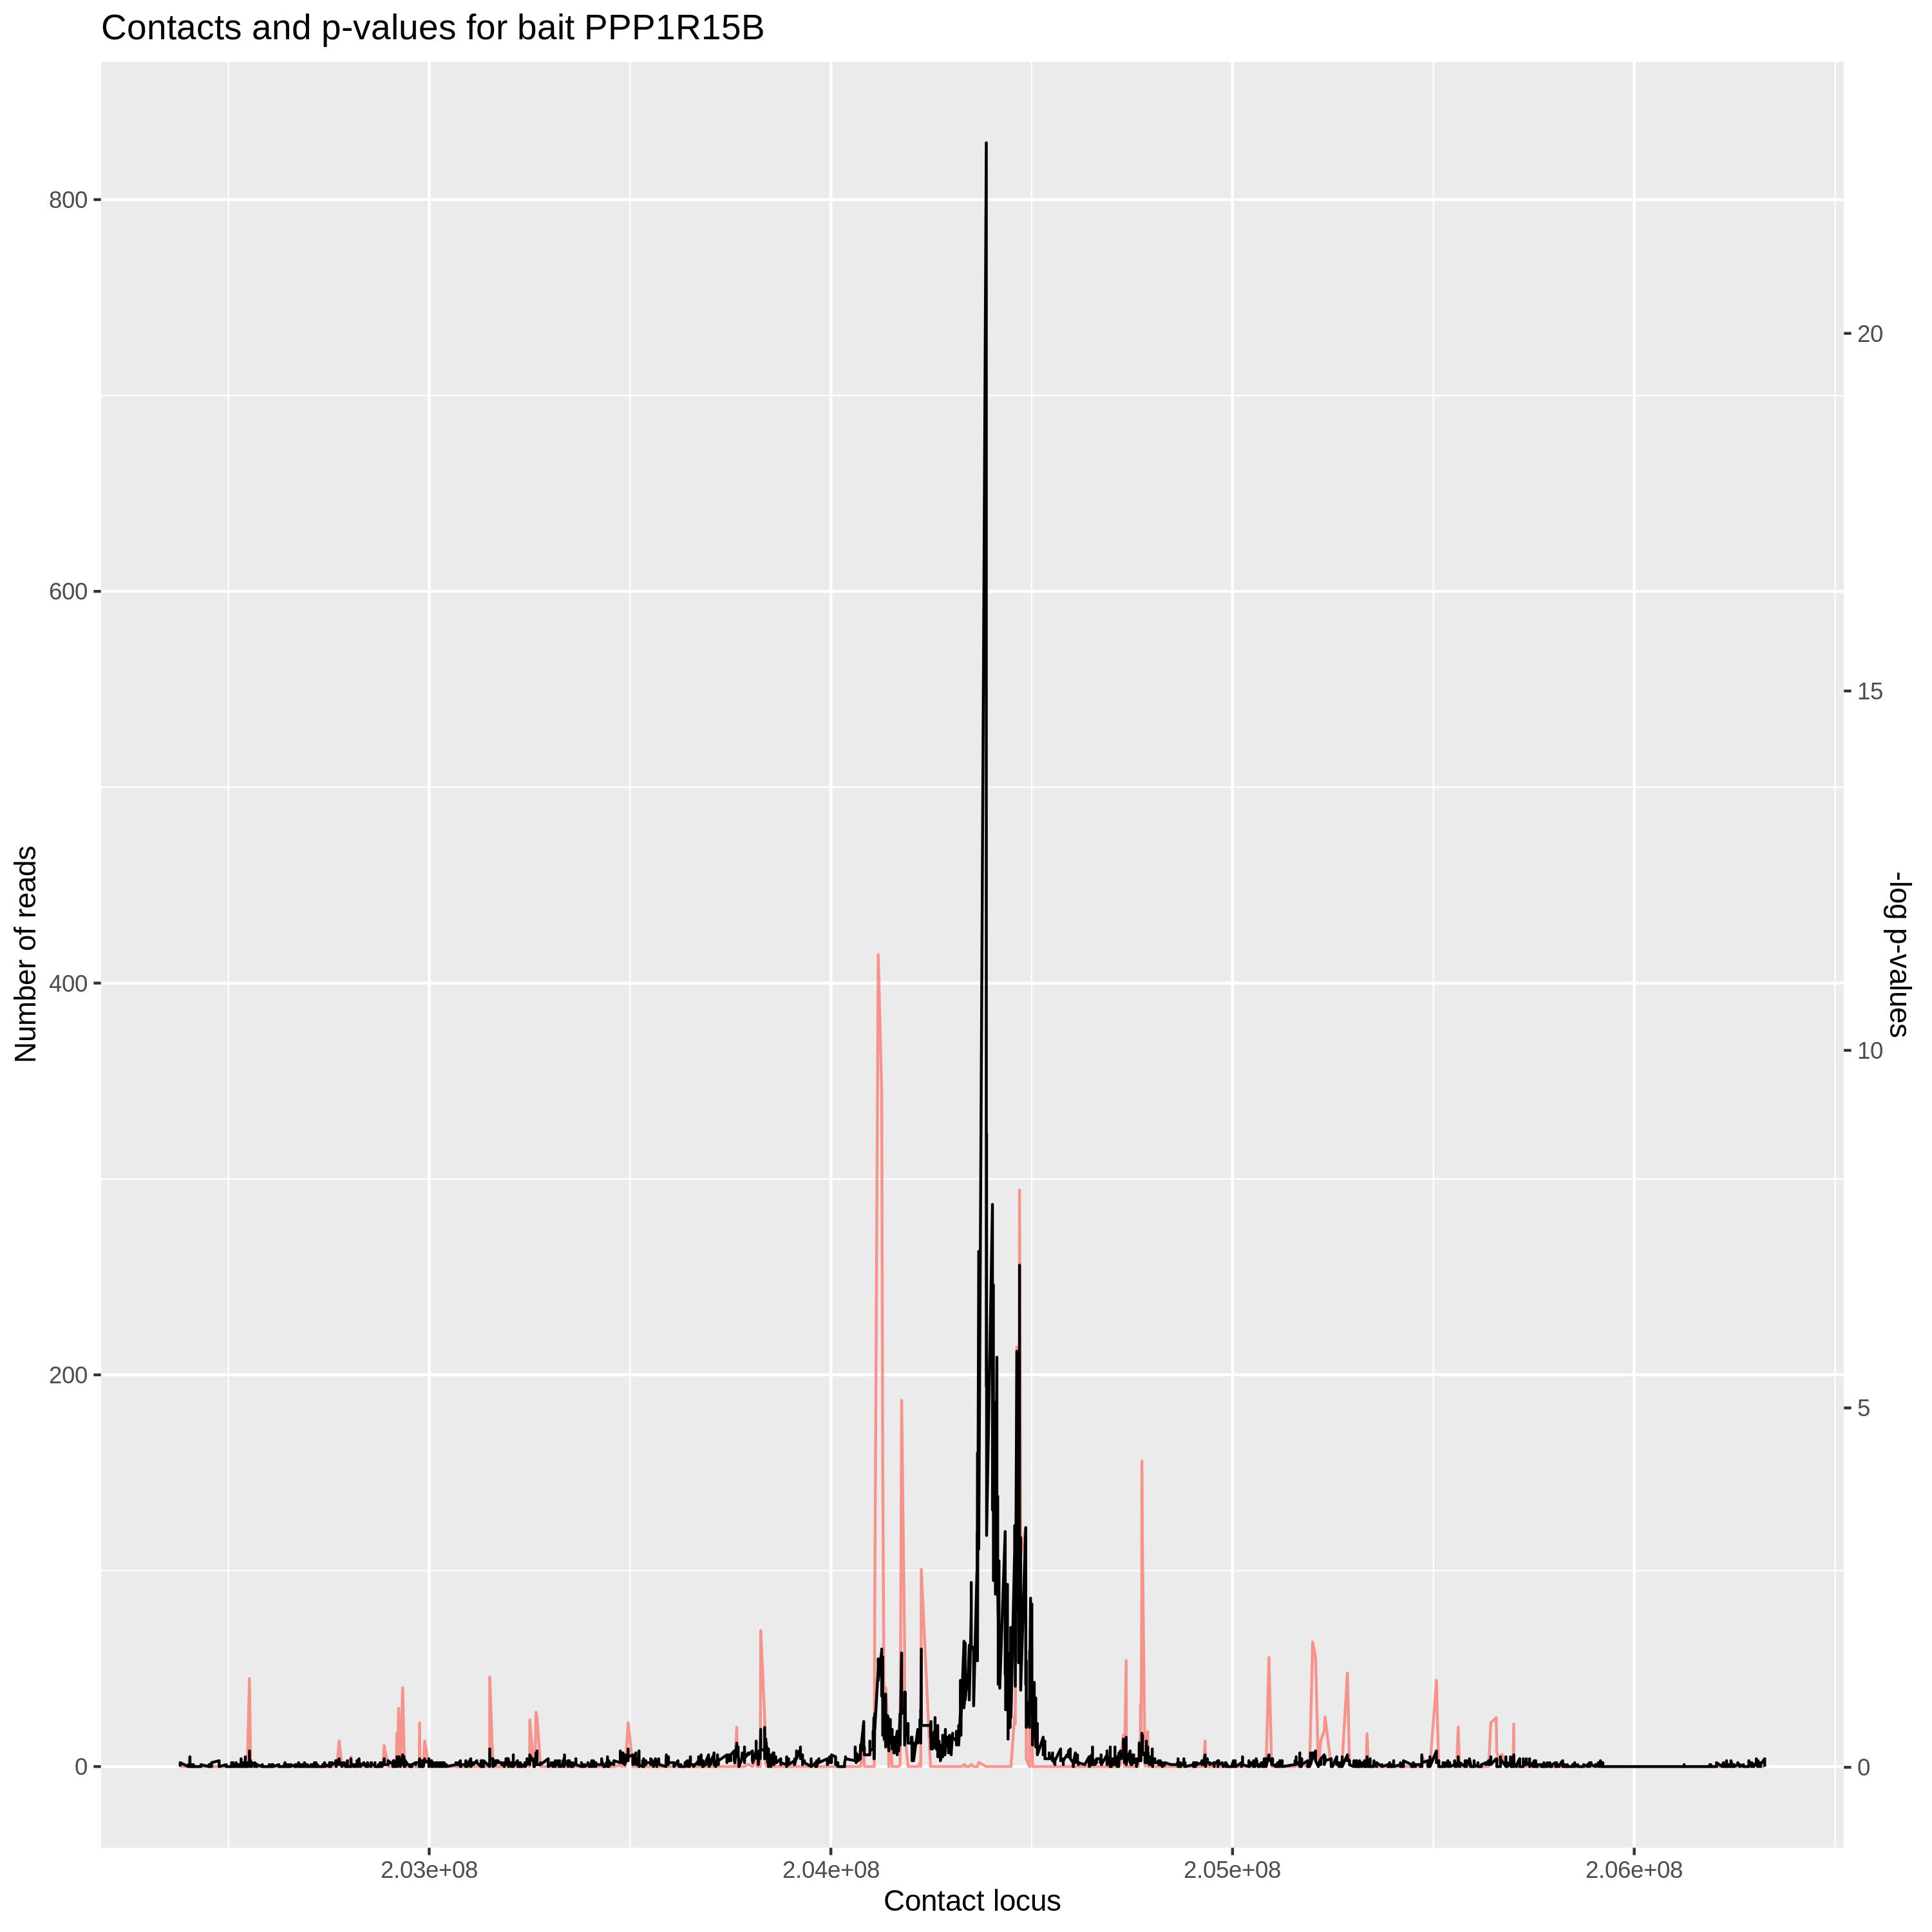 Contacts and p-values for bait PPP1R15B
800
600
400
200
0
Number of reads
20
15
10
5
0
-log p-values
2.03e+08 2.04e+08 2.05e+08 2.06e+08
Contact locus